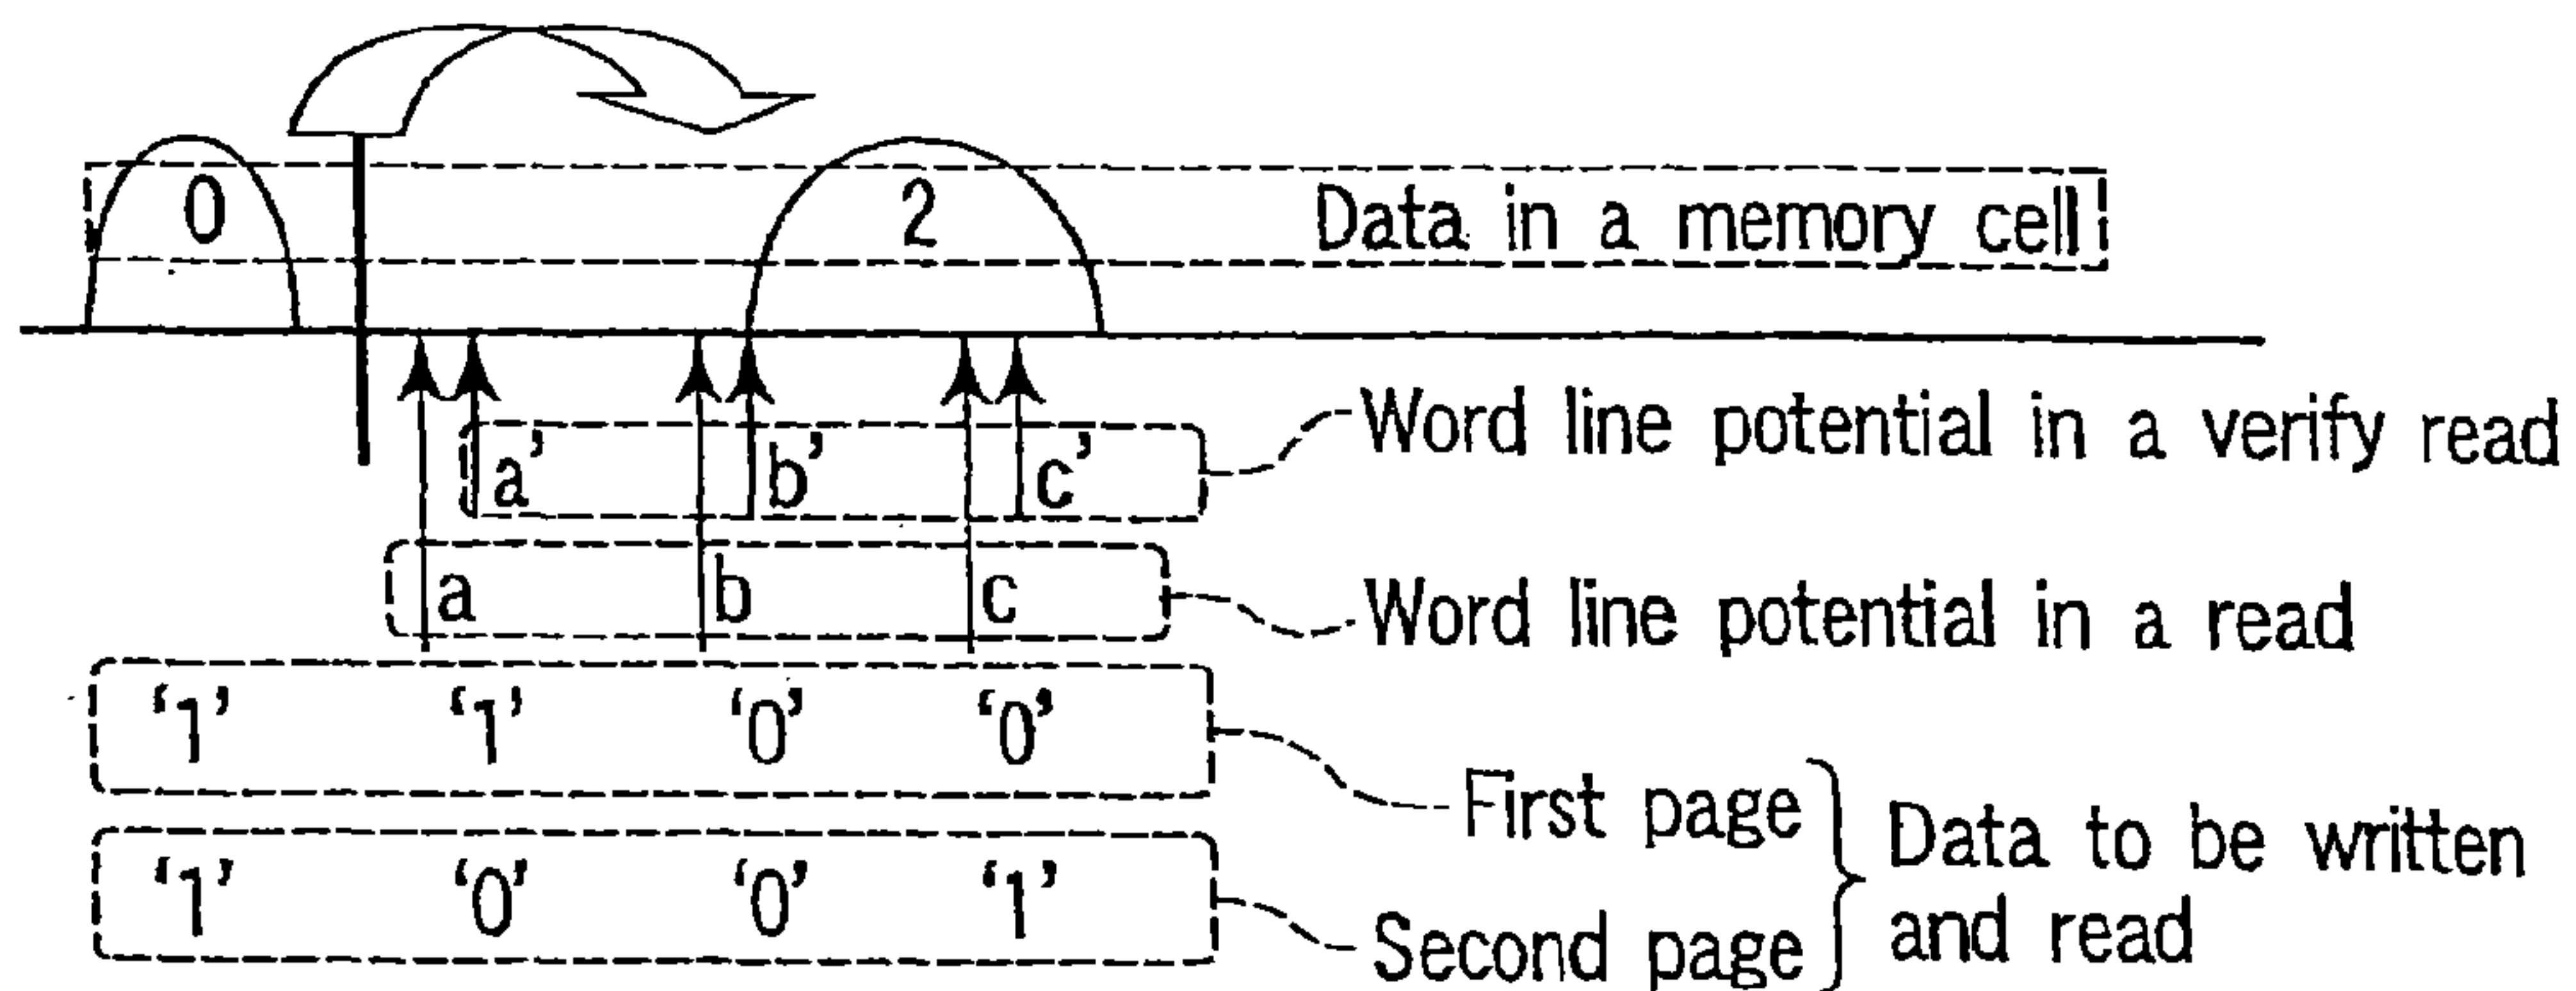 0 2 Data in a memory cell
a’ b’ c’ Word line potential in a verify read
a b c Word line potential in a read
‘1’ ‘1’ ‘0’ ‘0’ First page
‘1’ ‘0’ ‘0’ ‘1’ Second page
Data to be written
and read